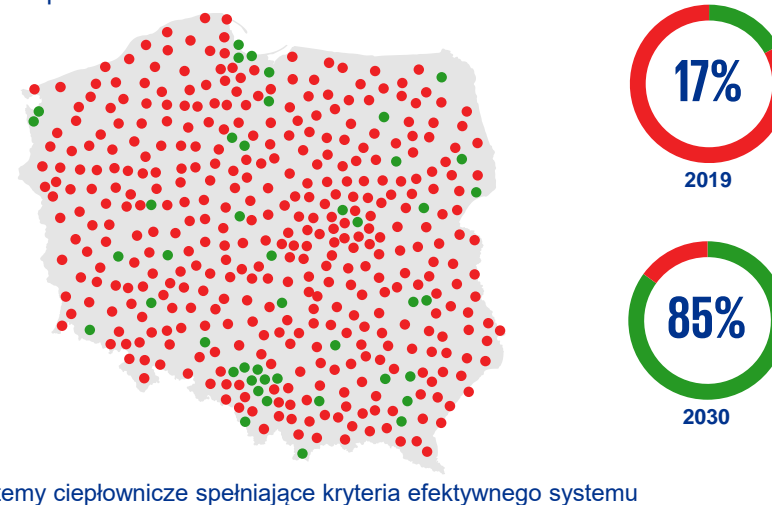 17%
2019
85%
2030
temy ciepłownicze spełniające kryteria efektywnego systemu